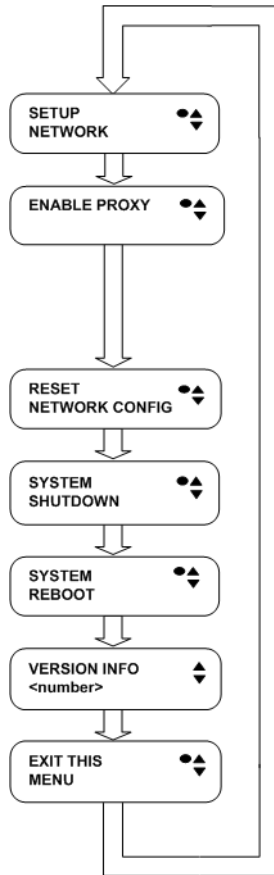 SETUP
NETWORK
ENABLE PROXY
RESET
NETWORK CONFIG
SYSTEM
SHUTDOWN
SYSTEM
REBOOT
VERSION INFO
<number>
EXIT THIS
MENU